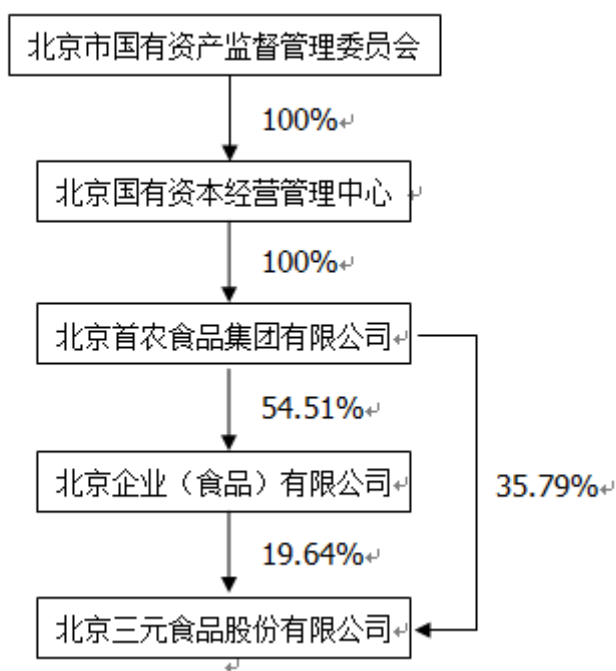 北京市国有资产监督管理委员会
100%
北京国有资本经营管理中心
100%
北京首农食品集团有限公司
54.51%
北京企业（食品）有限公司
35.79%
19.64%
北京三元食品股份有限公司